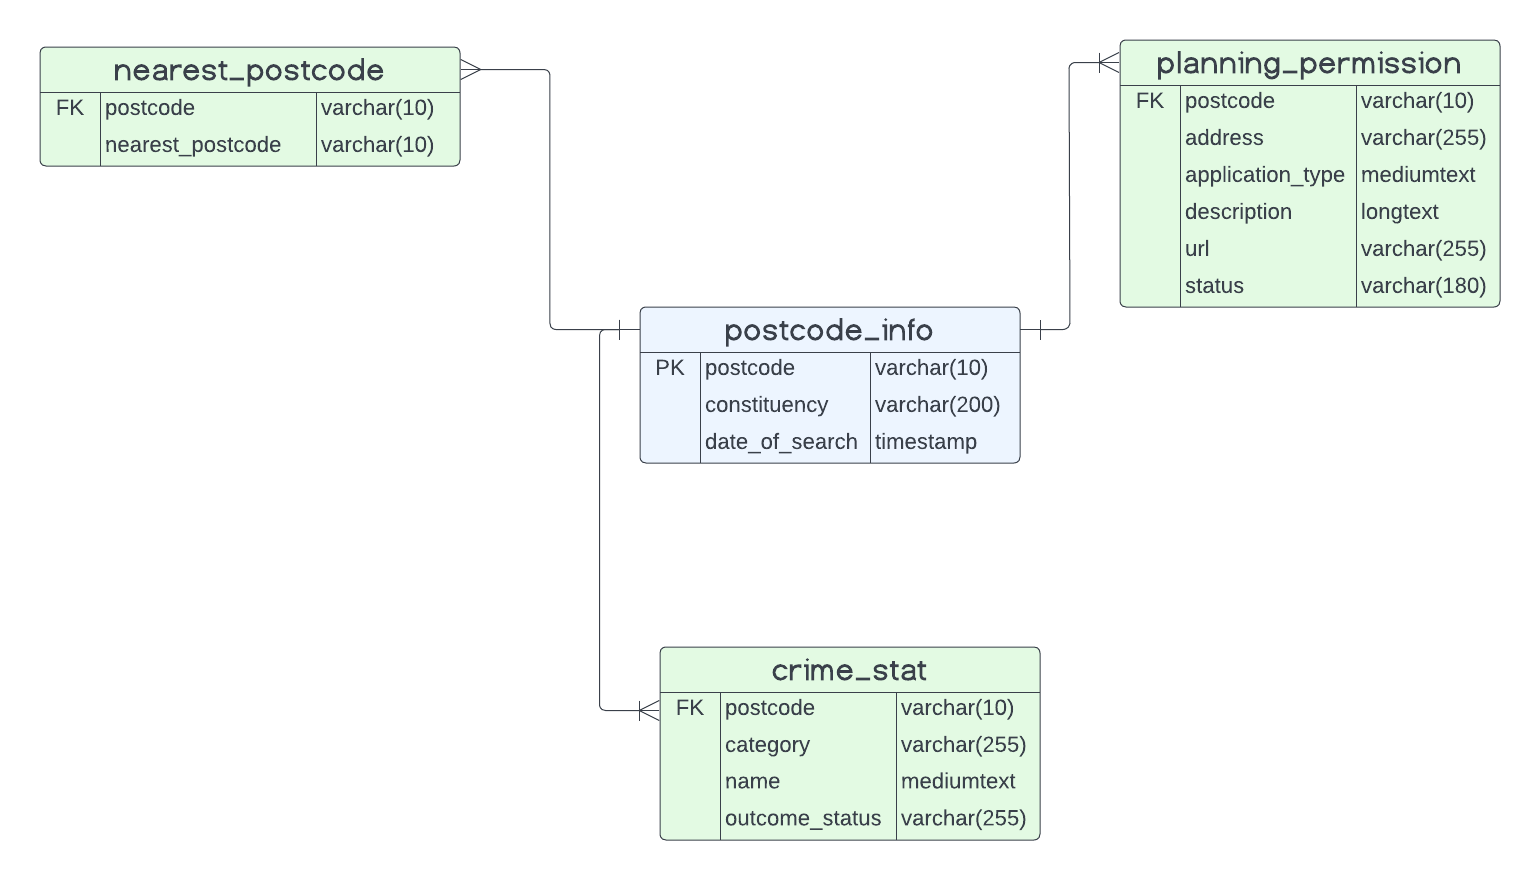 nearest_postcode
FK postcode varchar(10)
nearest_postcode varchar(10)
planning_permission
FK postcode varchar(10)
address varchar(255)
application_type mediumtext
description longtext
url varchar(255)
status varchar(180)
postcode_info
PK postcode varchar(10)
constituency varchar(200)
date_of_search timestamp
crime_stat
FK postcode varchar(10)
category varchar(255)
name mediumtext
outcome_status varchar(255)